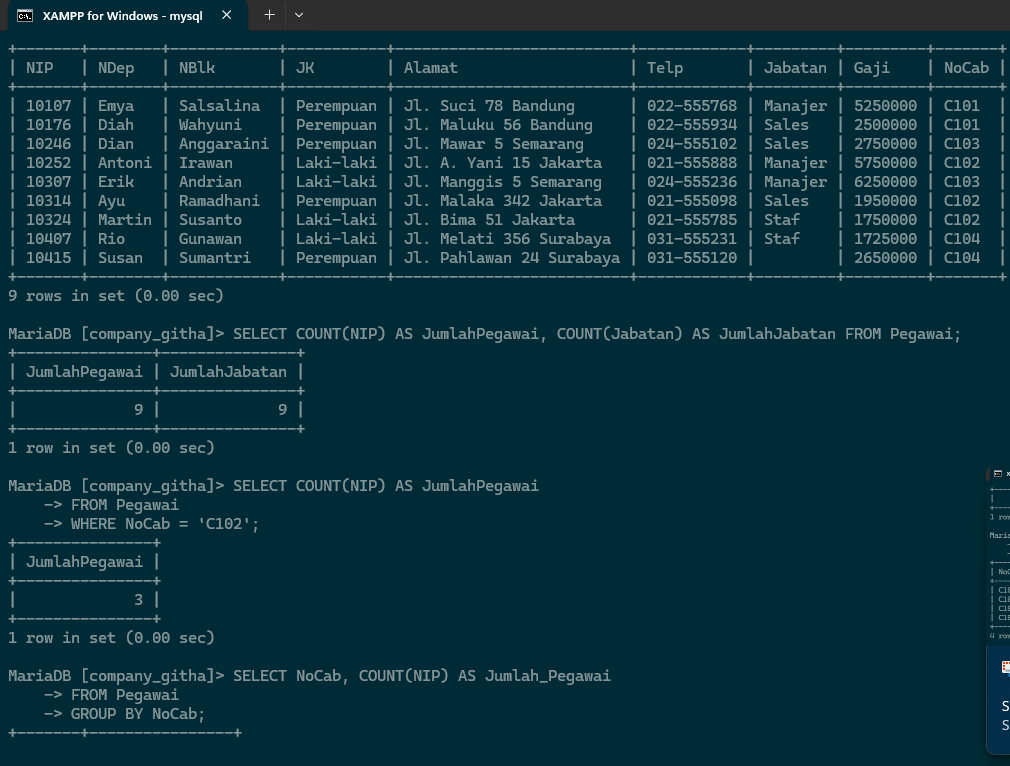 XAMPP for Windows - mysql
| NIP | NDep | NBlk | JK | Alamat | Telp | Jabatan | Gaji | NoCab |
| 10107 | Emya | Salsalina | Perempuan | Jl. Suci 78 Bandung | 022-555768 | Manajer | 5250000 | C101 |
| 10176 | Diah | Wahyuni | Perempuan | Jl. Maluku 56 Bandung | 022-555934 | Sales | 2500000 | C101 |
| 10246 | Dian | Anggaraini | Perempuan | Jl. Mawar 5 Semarang | 024-555102 | Sales | 2750000 | C103 |
| 10252 | Antoni | Irawan | Laki-laki | Jl. A. Yani 15 Jakarta | 021-555888 | Manajer | 5750000 | C102 |
| 10307 | Erik | Andrian | Laki-laki | Jl. Manggis 5 Semarang | 024-555236 | Manajer | 6250000 | C103 |
| 10314 | Ayu | Ramadhani | Perempuan | Jl. Malaka 342 Jakarta | 021-555098 | Sales | 1950000 | C102 |
| 10324 | Martin | Susanto | Laki-laki | Jl. Bima 51 Jakarta | 021-555785 | Staf | 1750000 | C102 |
| 10407 | Rio | Gunawan | Laki-laki | Jl. Melati 356 Surabaya | 031-555231 | Staf | 1725000 | C104 |
| 10415 | Susan | Sumantri | Perempuan | Jl. Pahlawan 24 Surabaya | 031-555120 | | 2650000 | C104 |
9 rows in set (0.00 sec)
MariaDB [company_githa]> SELECT COUNT(NIP) AS JumlahPegawai, COUNT(Jabatan) AS JumlahJabatan FROM Pegawai;
| JumlahPegawai | JumlahJabatan |
| 9 | 9 |
1 row in set (0.00 sec)
MariaDB [company_githa]> SELECT COUNT(NIP) AS JumlahPegawai
-> FROM Pegawai
-> WHERE NoCab = 'C102';
| JumlahPegawai |
| 3 |
1 row in set (0.00 sec)
MariaDB [company_githa]> SELECT NoCab, COUNT(NIP) AS Jumlah_Pegawai
-> FROM Pegawai
-> GROUP BY NoCab;